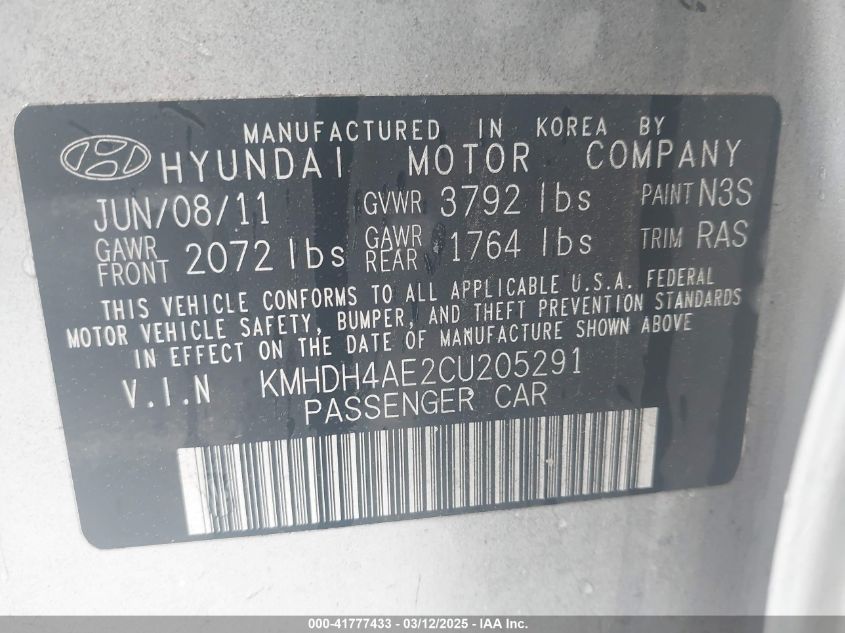 MANUFACTURED IN KOREA BY
HYUNDAI MOTOR COMPANY
JUN/08/11 GVWR 3792 lbs PAINT N3S
GAWR FRONT 2072 lbs GAWR REAR 1764 lbs TRIM RAS
THIS VEHICLE CONFORMS TO ALL APPLICABLE U.S.A. FEDERAL
MOTOR VEHICLE SAFETY, BUMPER, AND THEFT PREVENTION STANDARDS
IN EFFECT ON THE DATE OF MANUFACTURE SHOWN ABOVE
V.I.N KMHDH4AE2CU205291
PASSENGER CAR
000-41777433 - 03/12/2025 - IAA Inc.